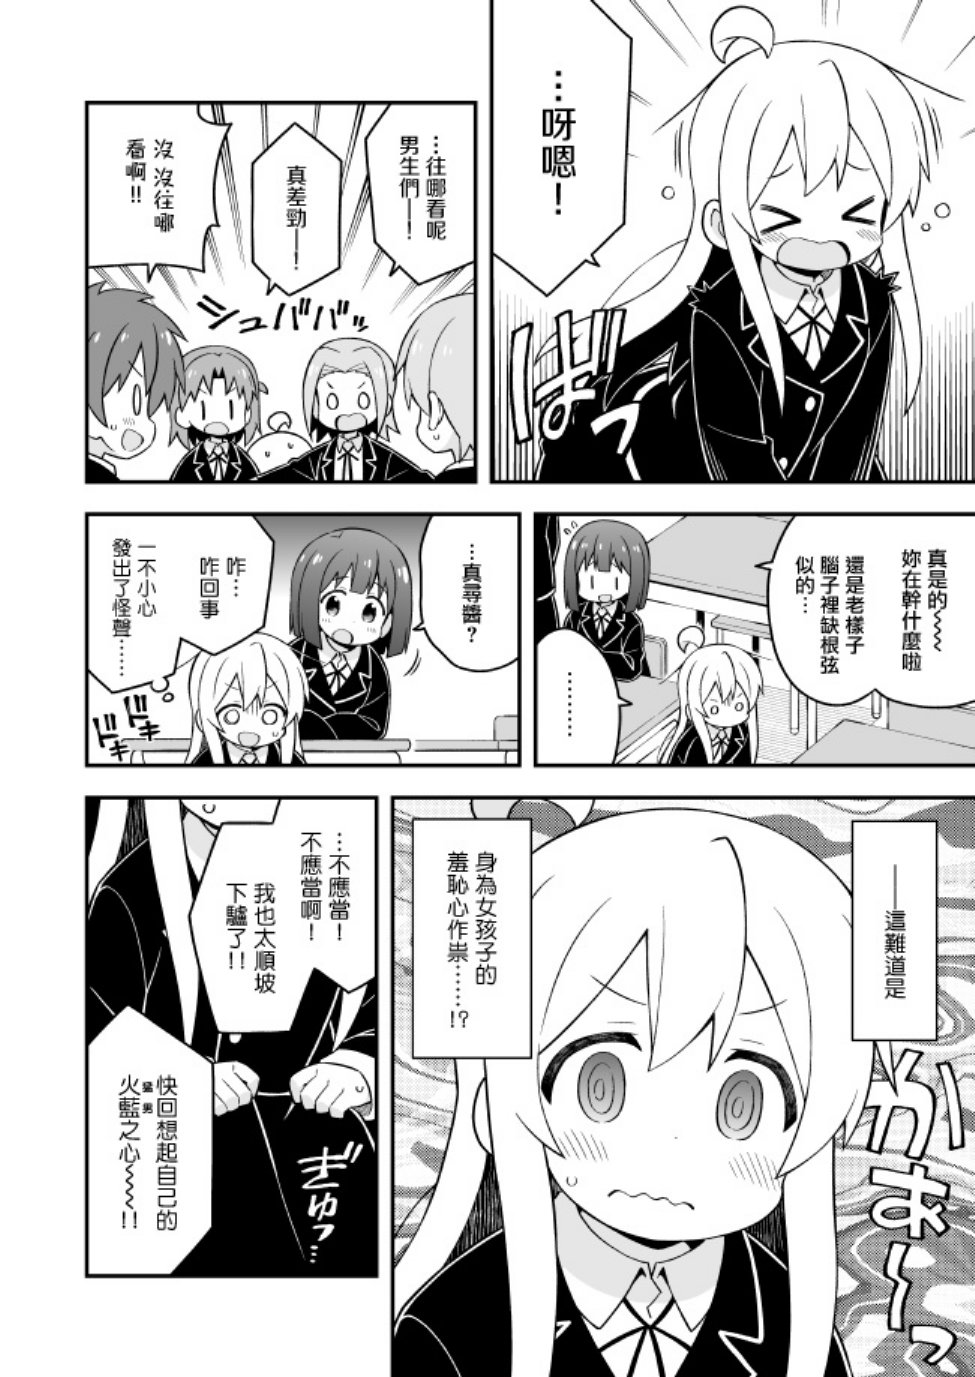 …呀嗯!
ばっ
…往哪看呢
男生們——!
真差勁——!
沒 沒往哪
看啊!!
シュババッ
真是的~~~
妳在幹什麼啦
還是老樣子
腦子裡缺根弦
似的…
………
…真尋醬?
咋…
咋回事
一不小心
發出了怪聲……
ドキ
ドキ
——這難道是
身為女孩子的
羞恥心作祟……!?
かあーっ
…不應當!
不應當啊!
我也太順坡
下驢了!!
快回想起自己的
火藍之心~~~!!
猛男
ぎゅっ…